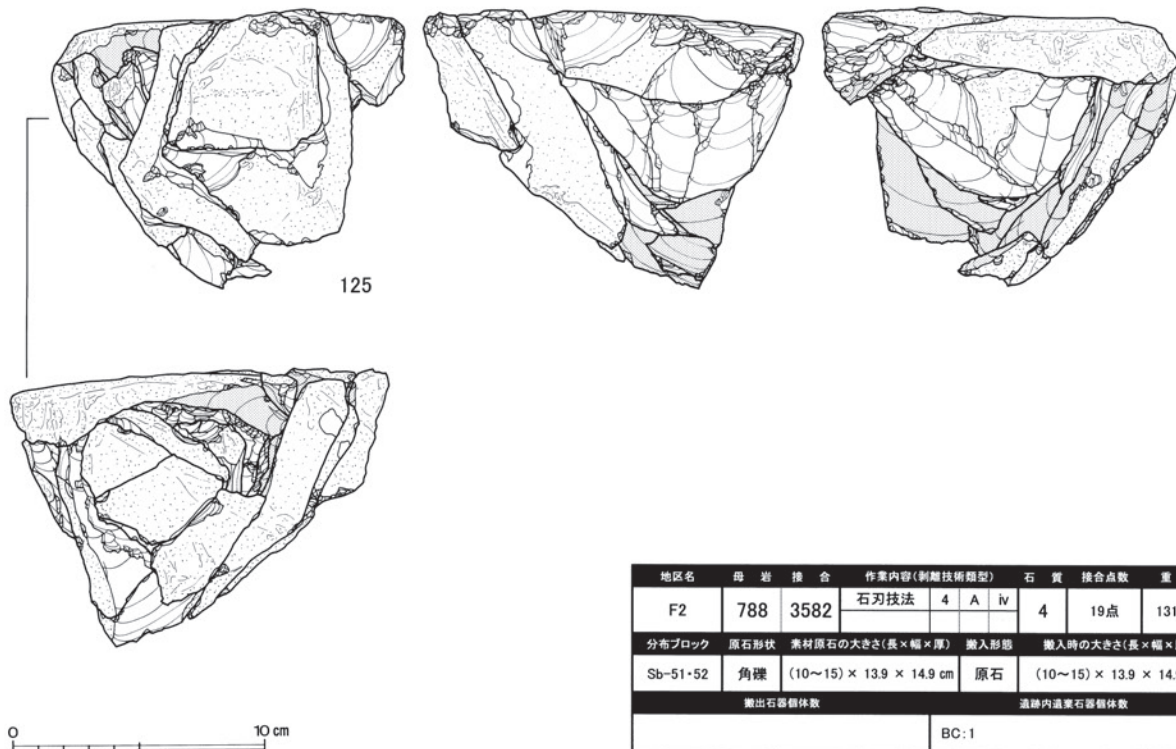 125
地区名 母岩 接合 作業内容(剥離技術類型) 石質 接合点数 重
F2 788 3582 石刃技法 4 A iv 4 19点 131
分布ブロック 原石形状 素材原石の大きさ(長×幅×厚) 搬入形態 搬入時の大きさ(長×幅×
Sb-51・52 角礫 (10～15) × 13.9 × 14.9 cm 原石 (10～15) × 13.9 × 14.
搬出石器個体数 遺跡内遺棄石器個体数
BC:1
0 10 cm